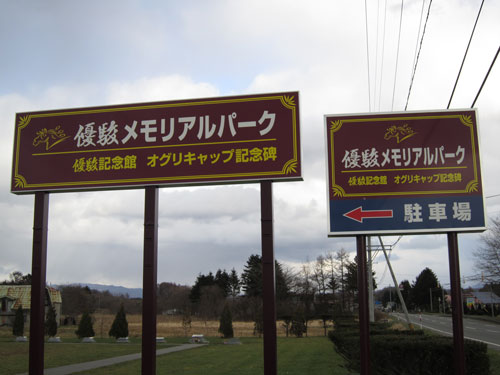 優駿メモリアルパーク
優駿記念館 オグリキャップ記念碑
優駿メモリアルパーク
優駿記念館 オグリキャップ記念碑
駐車場